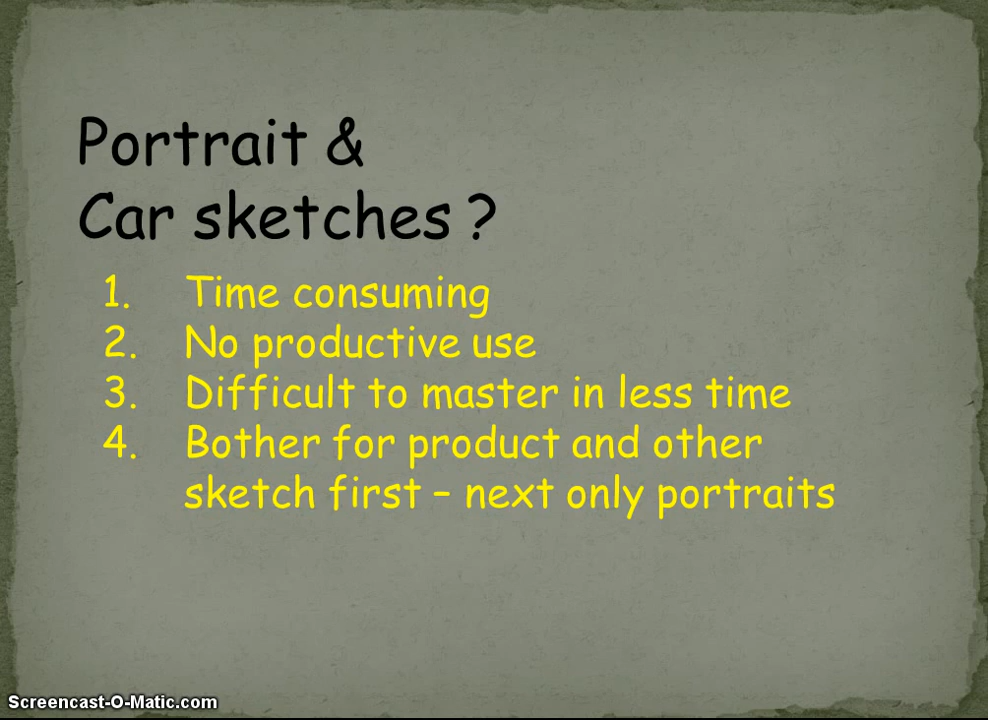 Portrait &
Car sketches ?
1. Time consuming
2. No productive use
3. Difficult to master in less time
4. Bother for product and other
sketch first – next only portraits
Screencast-O-Matic.com